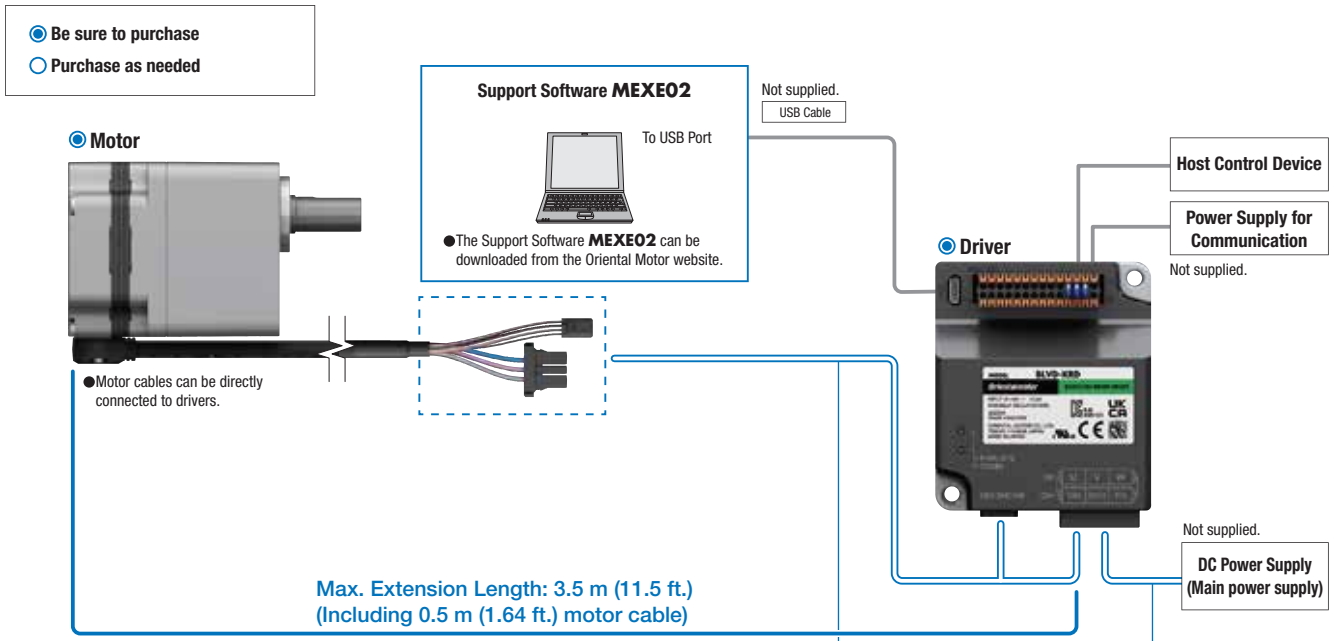 Be sure to purchase
Purchase as needed
Support Software MEXE02
To USB Port
●The Support Software MEXE02 can be
downloaded from the Oriental Motor website.
Not supplied.
USB Cable
Motor
●Motor cables can be directly
connected to drivers.
Host Control Device
Power Supply for
Communication
Not supplied.
Driver
BLVD-KRD
UK
CA
CE
Not supplied.
DC Power Supply
(Main power supply)
Max. Extension Length: 3.5 m (11.5 ft.)
(Including 0.5 m (1.64 ft.) motor cable)